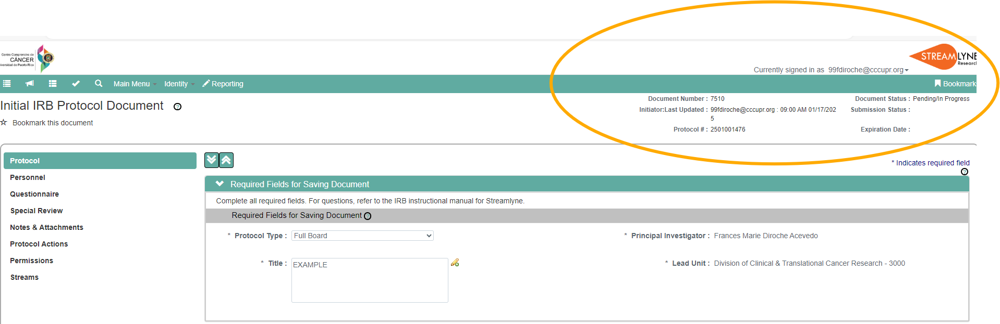 Centro Comprensivo de
CÁNCER
iversidad de Puerto Rico
STREAMLYNE
Research
Currently signed in as 99fdiroche@cccupr.org
Main Menu Identity Reporting Bookmark
Initial IRB Protocol Document
Bookmark this document
Document Number : 7510 Document Status : Pending/In Progress
Initiator:Last Updated : 99fdiroche@cccupr.org : 09:00 AM 01/17/202 Submission Status :
5
Protocol # : 2501001476 Expiration Date :
* Indicates required field
Protocol
Personnel
Questionnaire
Special Review
Notes & Attachments
Protocol Actions
Permissions
Streams
Required Fields for Saving Document
Complete all required fields. For questions, refer to the IRB instructional manual for Streamlyne.
Required Fields for Saving Document
* Protocol Type : Full Board * Principal Investigator : Frances Marie Diroche Acevedo
* Title : EXAMPLE * Lead Unit : Division of Clinical & Translational Cancer Research - 3000